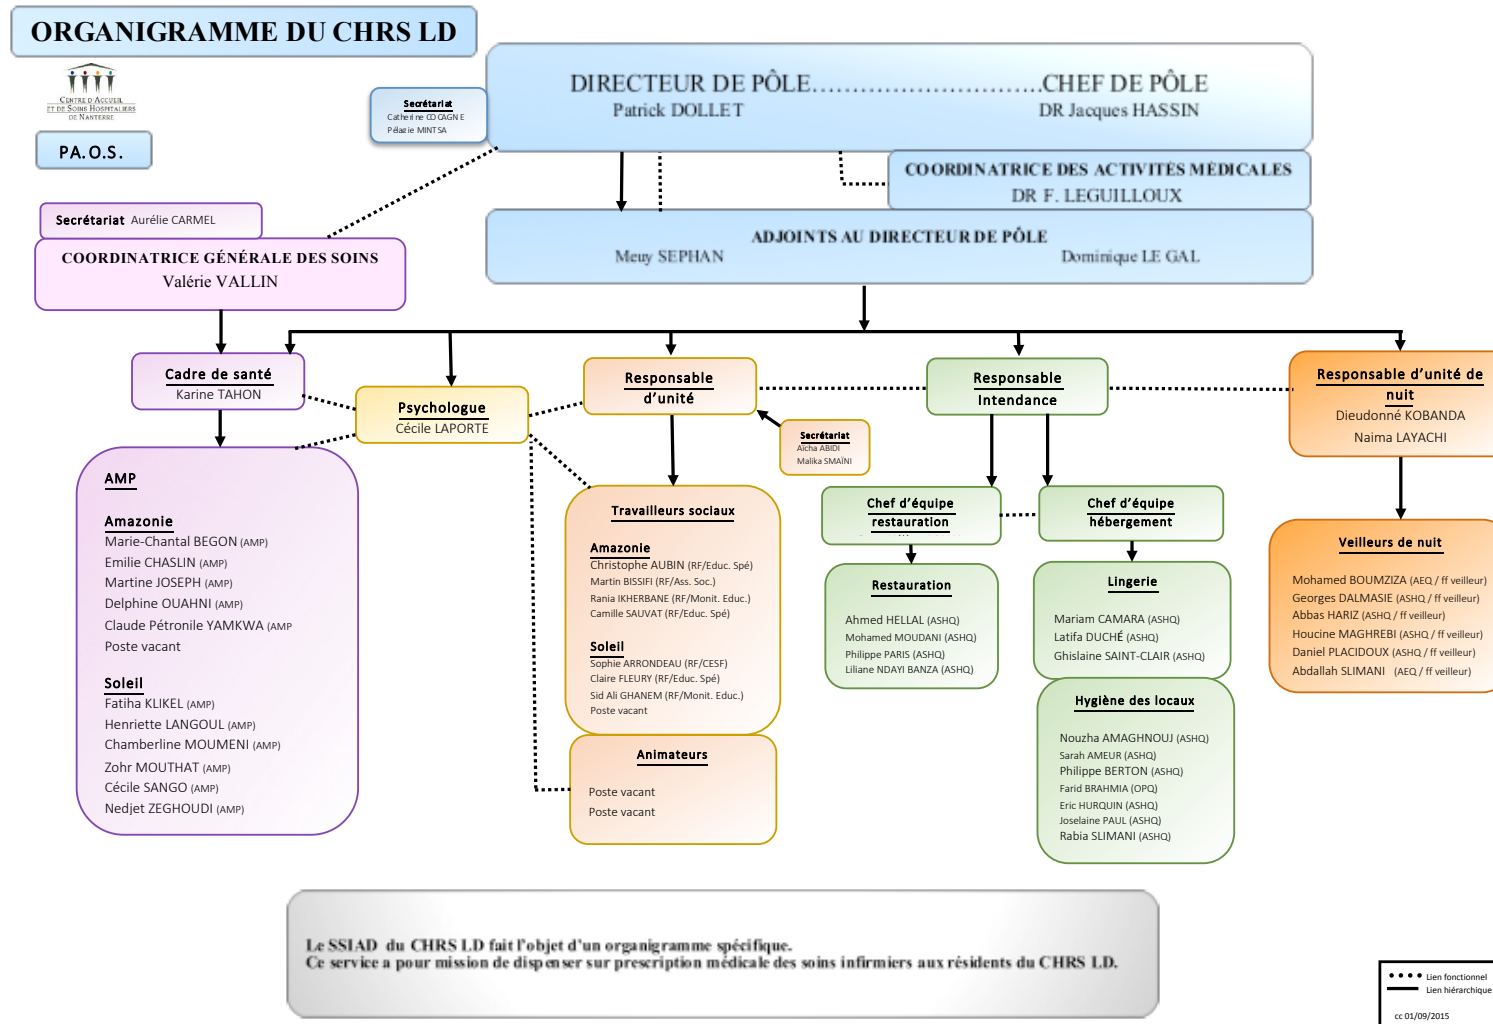 ORGANIGRAMME DU CHRS LD
CENTRE D'ACCUEIL
ET DE SOINS HOSPITALIERS
DE NANTERRE
PA.O.S.
Secrétariat
Catherine COCAGNE
Pélagie MINTSA
DIRECTEUR DE PÔLE............................CHEF DE PÔLE
Patrick DOLLET DR Jacques HASSIN
COORDINATRICE DES ACTIVITÉS MÉDICALES
DR F. LEGUILLOUX
ADJOINTS AU DIRECTEUR DE PÔLE
Meuy SEPHAN Dominique LE GAL
Secrétariat Aurélie CARMEL
COORDINATRICE GÉNÉRALE DES SOINS
Valérie VALLIN
Cadre de santé
Karine TAHON
Psychologue
Cécile LAPORTE
Responsable
d'unité
Secrétariat
Aïcha ABIDI
Malika SMAÏNI
Responsable
Intendance
Responsable d'unité de
nuit
Dieudonné KOBANDA
Naima LAYACHI
AMP
Amazonie
Marie-Chantal BEGON (AMP)
Emilie CHASLIN (AMP)
Martine JOSEPH (AMP)
Delphine OUAHNI (AMP)
Claude Pétronile YAMKWA (AMP
Poste vacant
Soleil
Fatiha KLIKEL (AMP)
Henriette LANGOUL (AMP)
Chamberline MOUMENI (AMP)
Zohr MOUTHAT (AMP)
Cécile SANGO (AMP)
Nedjet ZEGHOUDI (AMP)
Travailleurs sociaux
Amazonie
Christophe AUBIN (RF/Educ. Spé)
Martin BISSIFI (RF/Ass. Soc.)
Rania IKHERBANE (RF/Monit. Educ.)
Camille SAUVAT (RF/Educ. Spé)
Soleil
Sophie ARRONDEAU (RF/CESF)
Claire FLEURY (RF/Educ. Spé)
Sid Ali GHANEM (RF/Monit. Educ.)
Poste vacant
Animateurs
Poste vacant
Poste vacant
Chef d'équipe
restauration
Restauration
Ahmed HELLAL (ASHQ)
Mohamed MOUDANI (ASHQ)
Philippe PARIS (ASHQ)
Liliane NDAYI BANZA (ASHQ)
Chef d'équipe
hébergement
Lingerie
Mariam CAMARA (ASHQ)
Latifa DUCHÉ (ASHQ)
Ghislaine SAINT-CLAIR (ASHQ)
Hygiène des locaux
Nouzha AMAGHNOUJ (ASHQ)
Sarah AMEUR (ASHQ)
Philippe BERTON (ASHQ)
Farid BRAHMIA (OPQ)
Eric HURQUIN (ASHQ)
Joselaine PAUL (ASHQ)
Rabia SLIMANI (ASHQ)
Veilleurs de nuit
Mohamed BOUMZIZA (AEQ / ff veilleur)
Georges DALMASIE (ASHQ / ff veilleur)
Abbas HARIZ (ASHQ / ff veilleur)
Houcine MAGHREBI (ASHQ / ff veilleur)
Daniel PLACIDOUX (ASHQ / ff veilleur)
Abdallah SLIMANI (AEQ / ff veilleur)
Le SSIAD du CHRS LD fait l'objet d'un organigramme spécifique.
Ce service a pour mission de dispenser sur prescription médicale des soins infirmiers aux résidents du CHRS LD.
Lien fonctionnel
Lien hiérarchique
cc 01/09/2015